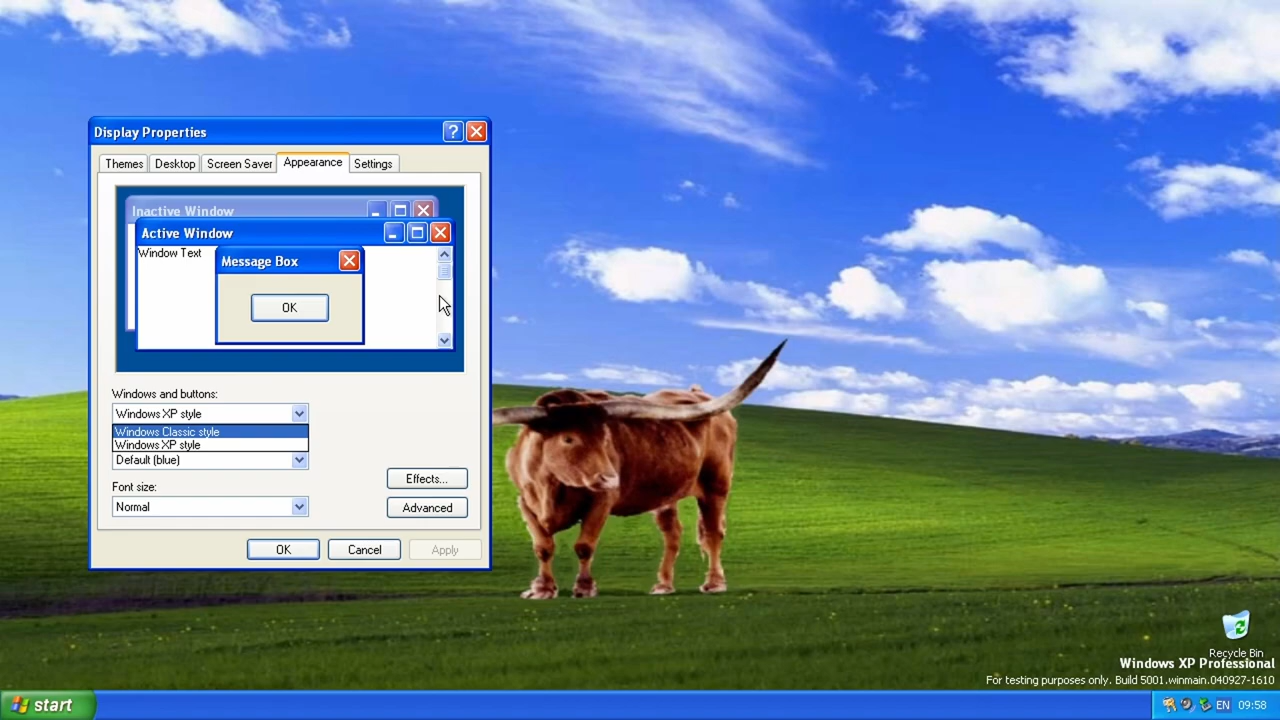 Display Properties
Themes Desktop Screen Saver Appearance Settings
Inactive Window
Active Window
Window Text
Message Box
OK
Windows and buttons:
Windows XP style
Windows Classic style
Windows XP style
Default (blue)
Font size:
Normal
Effects...
Advanced
OK Cancel Apply
Recycle Bin
Windows XP Professional
For testing purposes only. Build 5001.winmain.040927-1610
start
EN 09:58